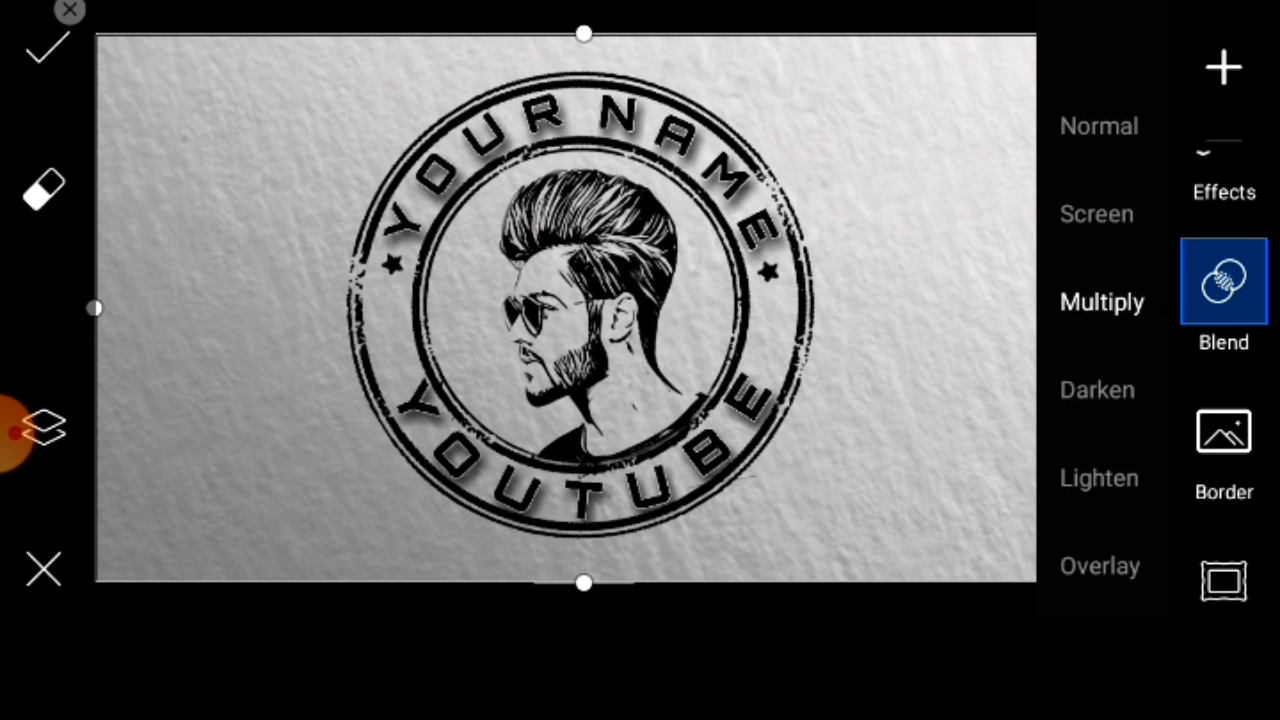 YOUR NAME
YOUTUBE
Normal
Screen
Multiply
Darken
Lighten
Overlay
Effects
Blend
Border